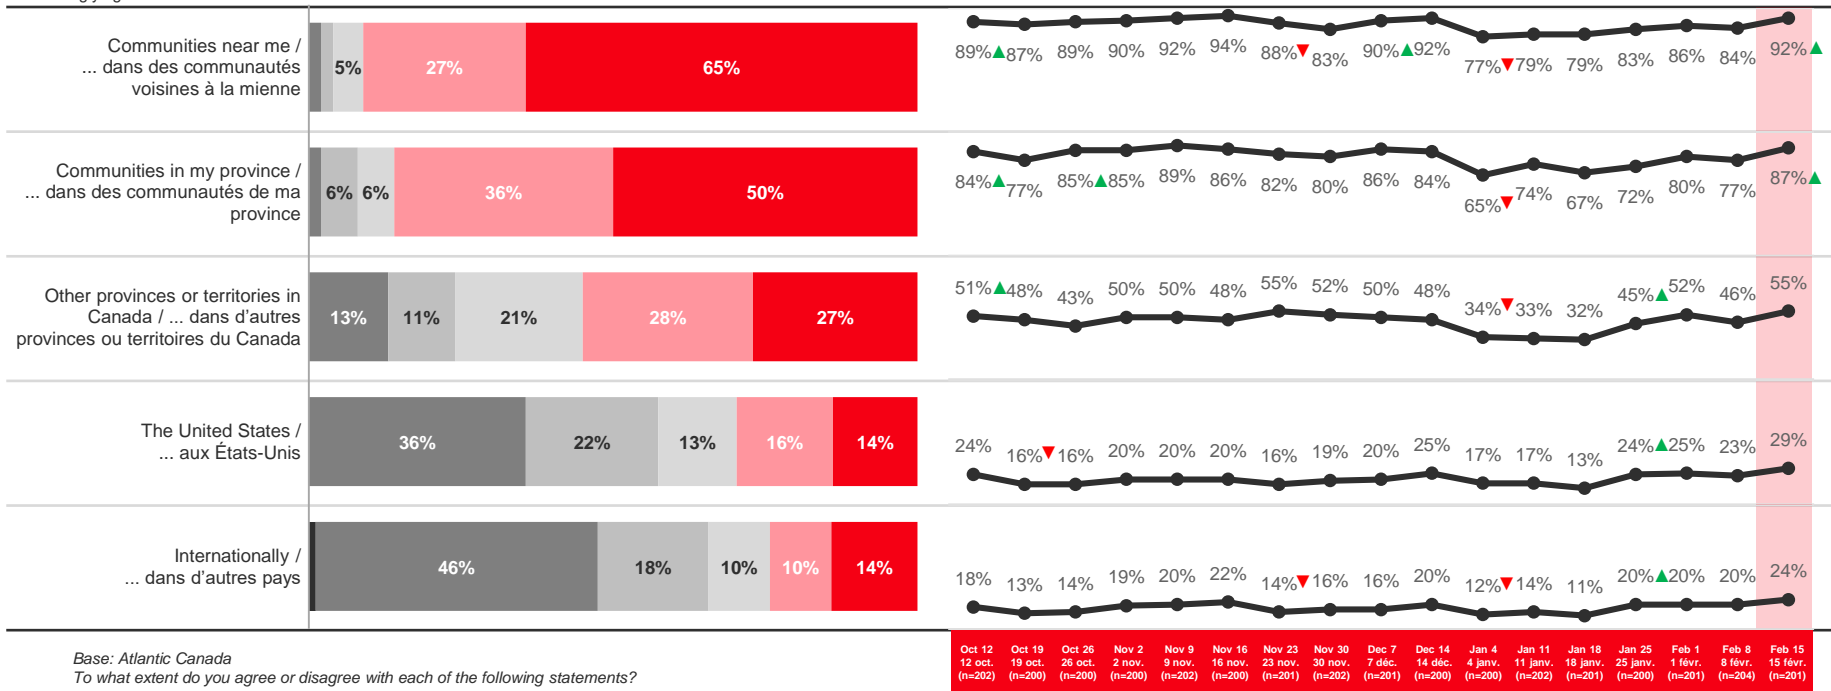 Communities near me /
... dans des communautés
voisines à la mienne
5% 27% 65%
89% 87% 89% 90% 92% 94% 88% 83% 90% 92% 77% 79% 79% 83% 86% 84% 92%
Communities in my province /
... dans des communautés de ma
province
6% 6% 36% 50%
84% 77% 85% 85% 89% 86% 82% 80% 86% 84% 65% 74% 67% 72% 80% 77% 87%
Other provinces or territories in
Canada / ... dans d'autres
provinces ou territoires du Canada
13% 11% 21% 28% 27%
51% 48% 43% 50% 50% 48% 55% 52% 50% 48% 34% 33% 32% 45% 52% 46% 55%
The United States /
... aux États-Unis
36% 22% 13% 16% 14%
24% 16% 16% 20% 20% 20% 16% 19% 20% 25% 17% 17% 13% 24% 25% 23% 29%
Internationally /
... dans d'autres pays
46% 18% 10% 10% 14%
18% 13% 14% 19% 20% 22% 14% 16% 16% 20% 12% 14% 11% 20% 20% 20% 24%
Oct 12 Oct 19 Oct 26 Nov 2 Nov 9 Nov 16 Nov 23 Nov 30 Dec 7 Dec 14 Jan 4 Jan 11 Jan 18 Jan 25 Feb 1 Feb 8 Feb 15
12 oct. 19 oct. 26 oct. 2 nov. 9 nov. 16 nov. 23 nov. 30 nov. 7 déc. 14 déc. 4 janv. 11 janv. 18 janv. 25 janv. 1 févr. 8 févr. 15 févr.
(n=202) (n=200) (n=200) (n=200) (n=202) (n=200) (n=201) (n=202) (n=201) (n=200) (n=200) (n=202) (n=201) (n=200) (n=201) (n=204) (n=201)
Base: Atlantic Canada
To what extent do you agree or disagree with each of the following statements?